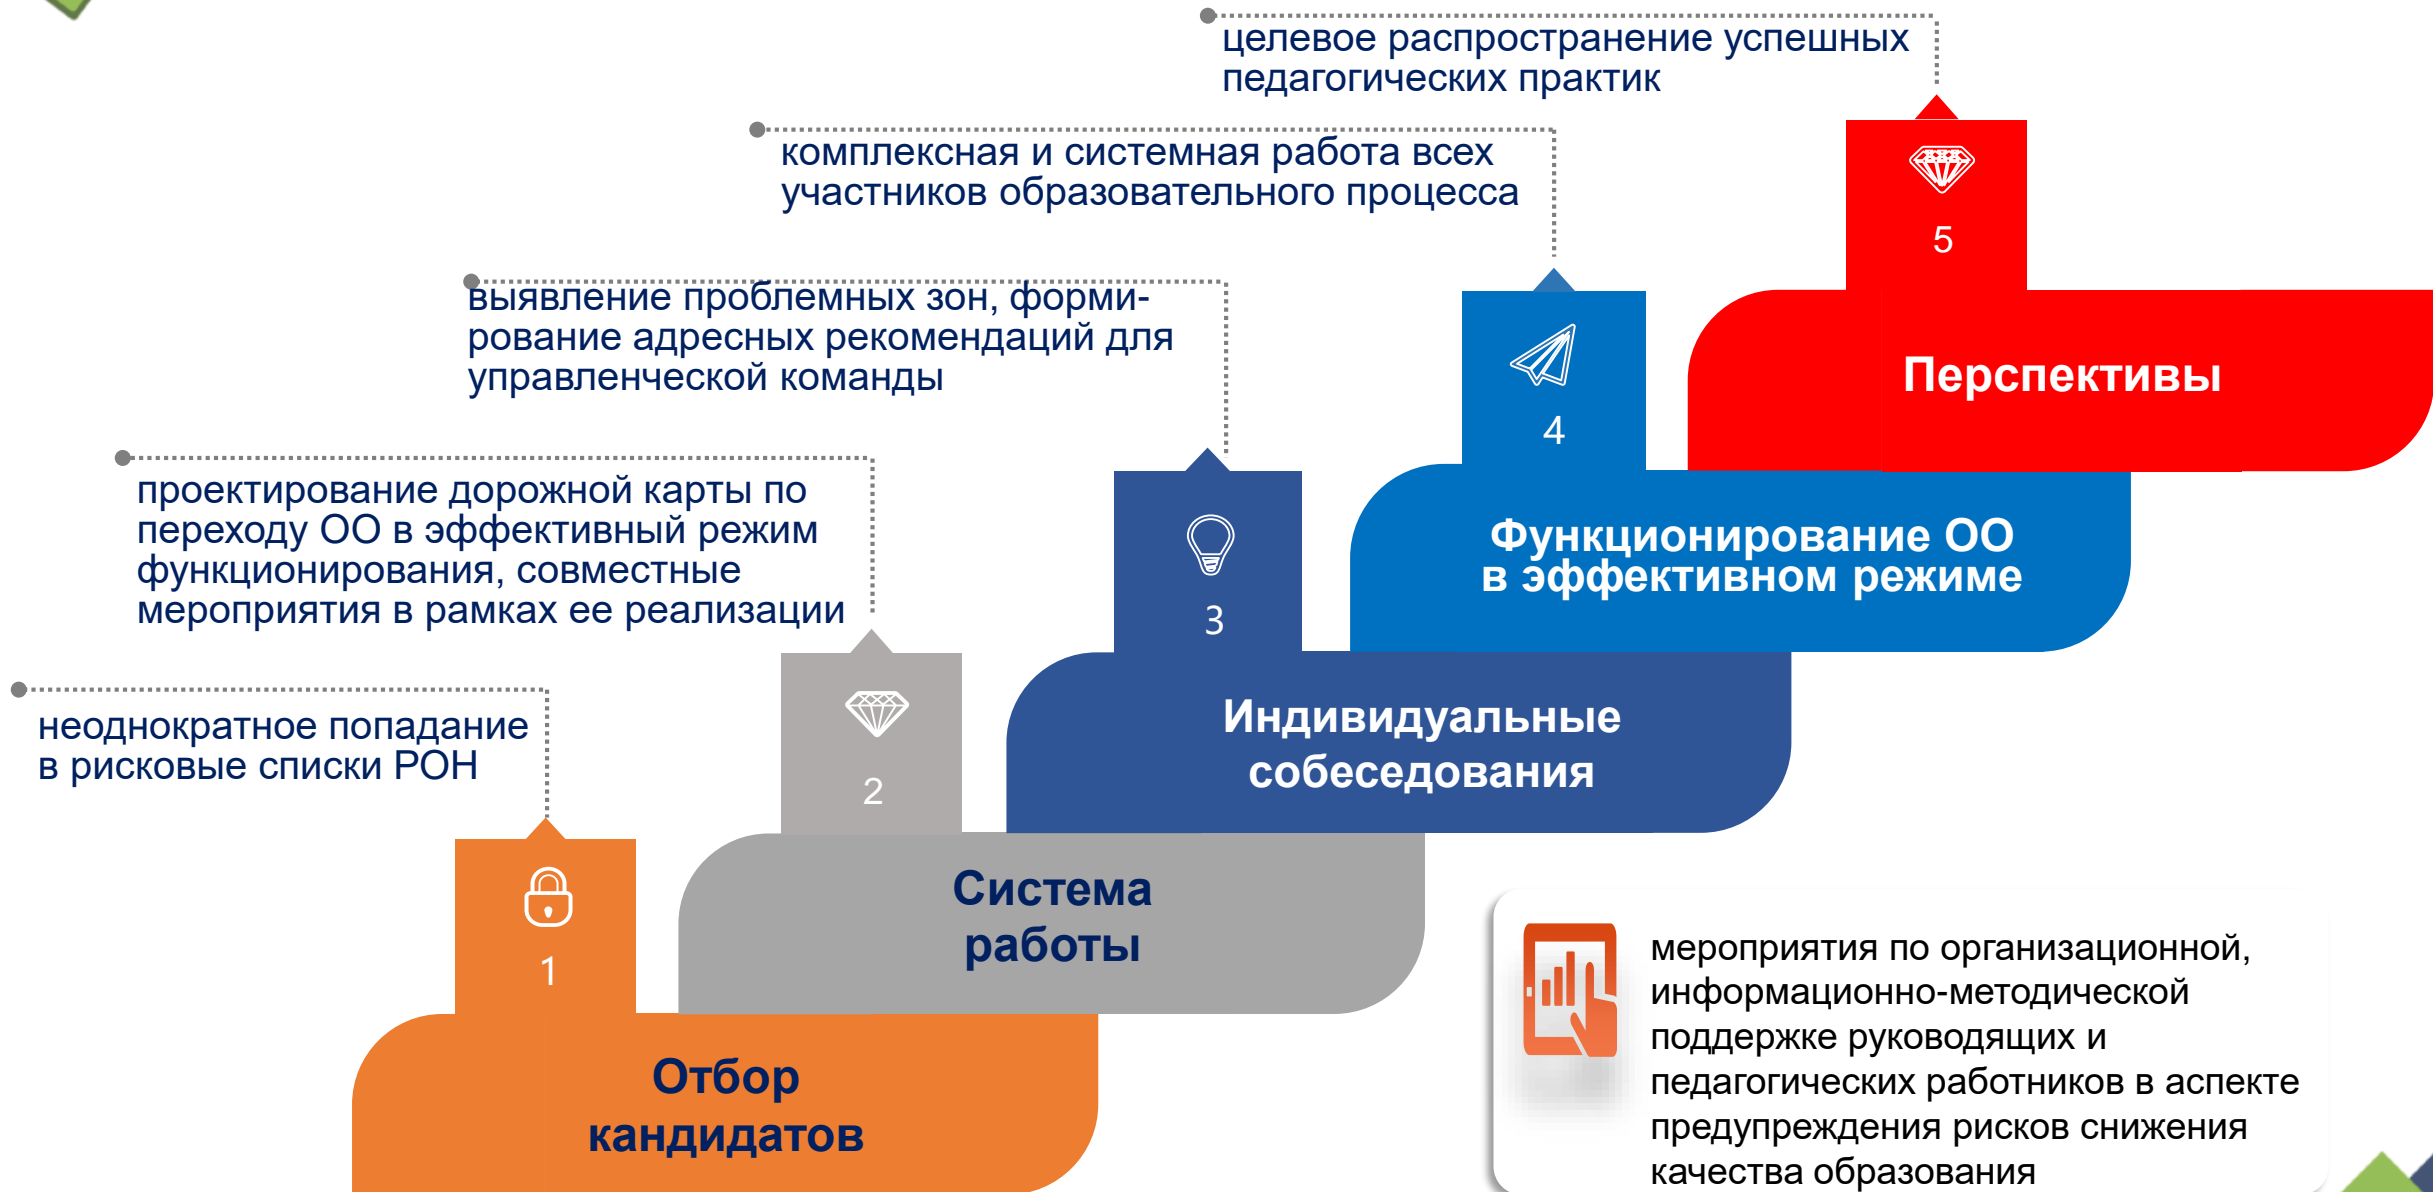 целевое распространение успешных
педагогических практик
5
Перспективы
комплексная и системная работа всех
участников образовательного процесса
4
Функционирование ОО
в эффективном режиме
выявление проблемных зон, форми-
рование адресных рекомендаций для
управленческой команды
3
Индивидуальные
собеседования
проектирование дорожной карты по
переходу ОО в эффективный режим
функционирования, совместные
мероприятия в рамках ее реализации
2
Система
работы
неоднократное попадание
в рисковые списки РОН
1
Отбор
кандидатов
мероприятия по организационной,
информационно-методической
поддержке руководящих и
педагогических работников в аспекте
предупреждения рисков снижения
качества образования